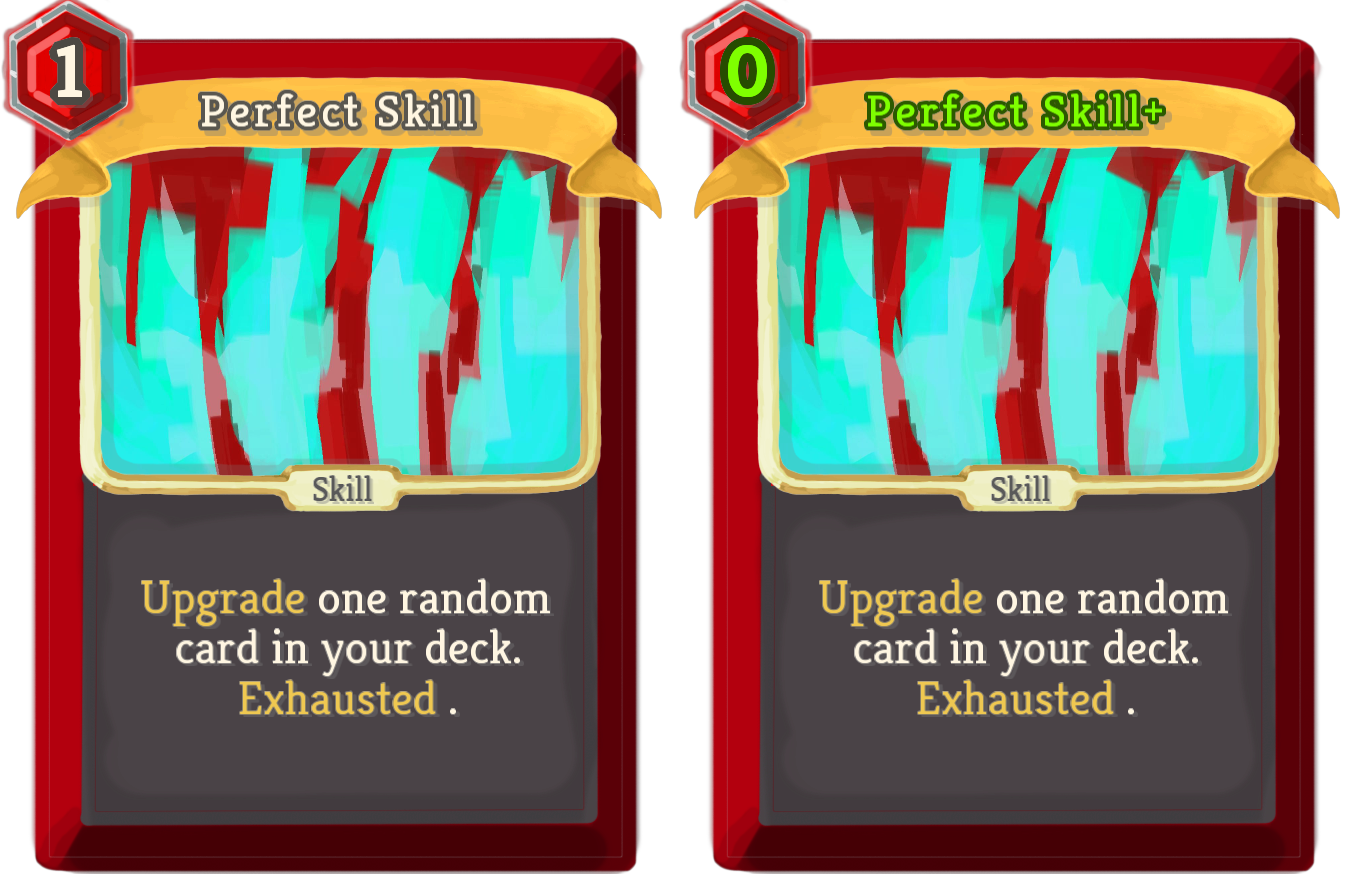 1
Perfect Skill
Skill
Upgrade one random
card in your deck.
Exhausted .
0
Perfect Skill+
Skill
Upgrade one random
card in your deck.
Exhausted .